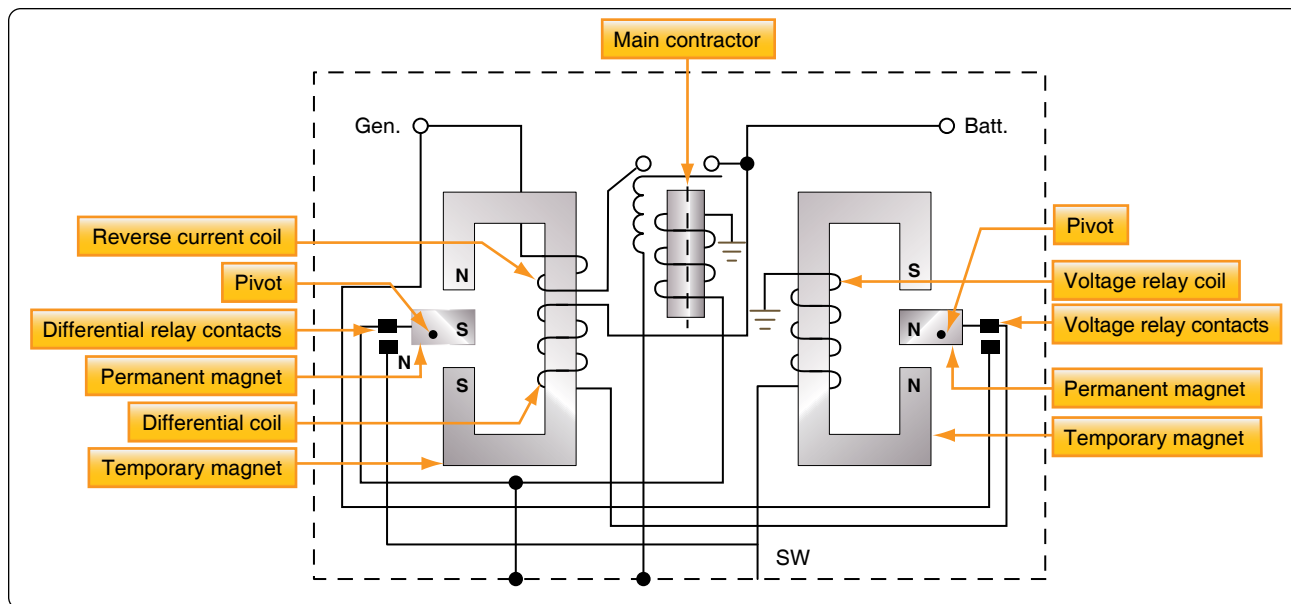 Main contractor
Gen.
Batt.
Reverse current coil
Pivot
Differential relay contacts
Permanent magnet
Differential coil
Temporary magnet
N
S
N
S
Pivot
Voltage relay coil
Voltage relay contacts
Permanent magnet
Temporary magnet
S
N
N
SW